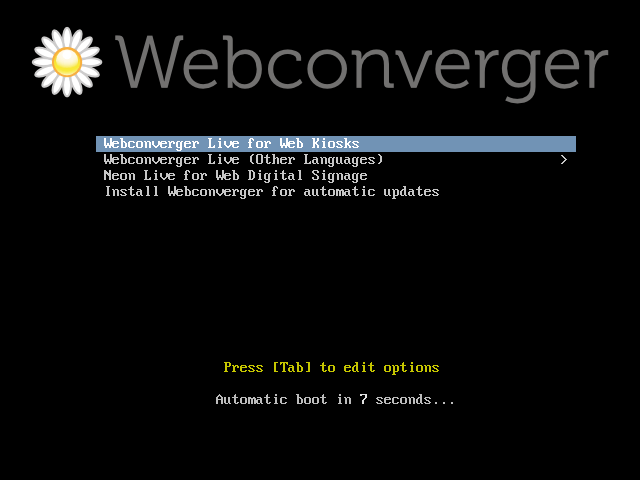 Webconverger
Webconverger Live for Web Kiosks
Webconverger Live (Other Languages) >
Neon Live for Web Digital Signage
Install Webconverger for automatic updates
Press [Tab] to edit options
Automatic boot in 7 seconds...